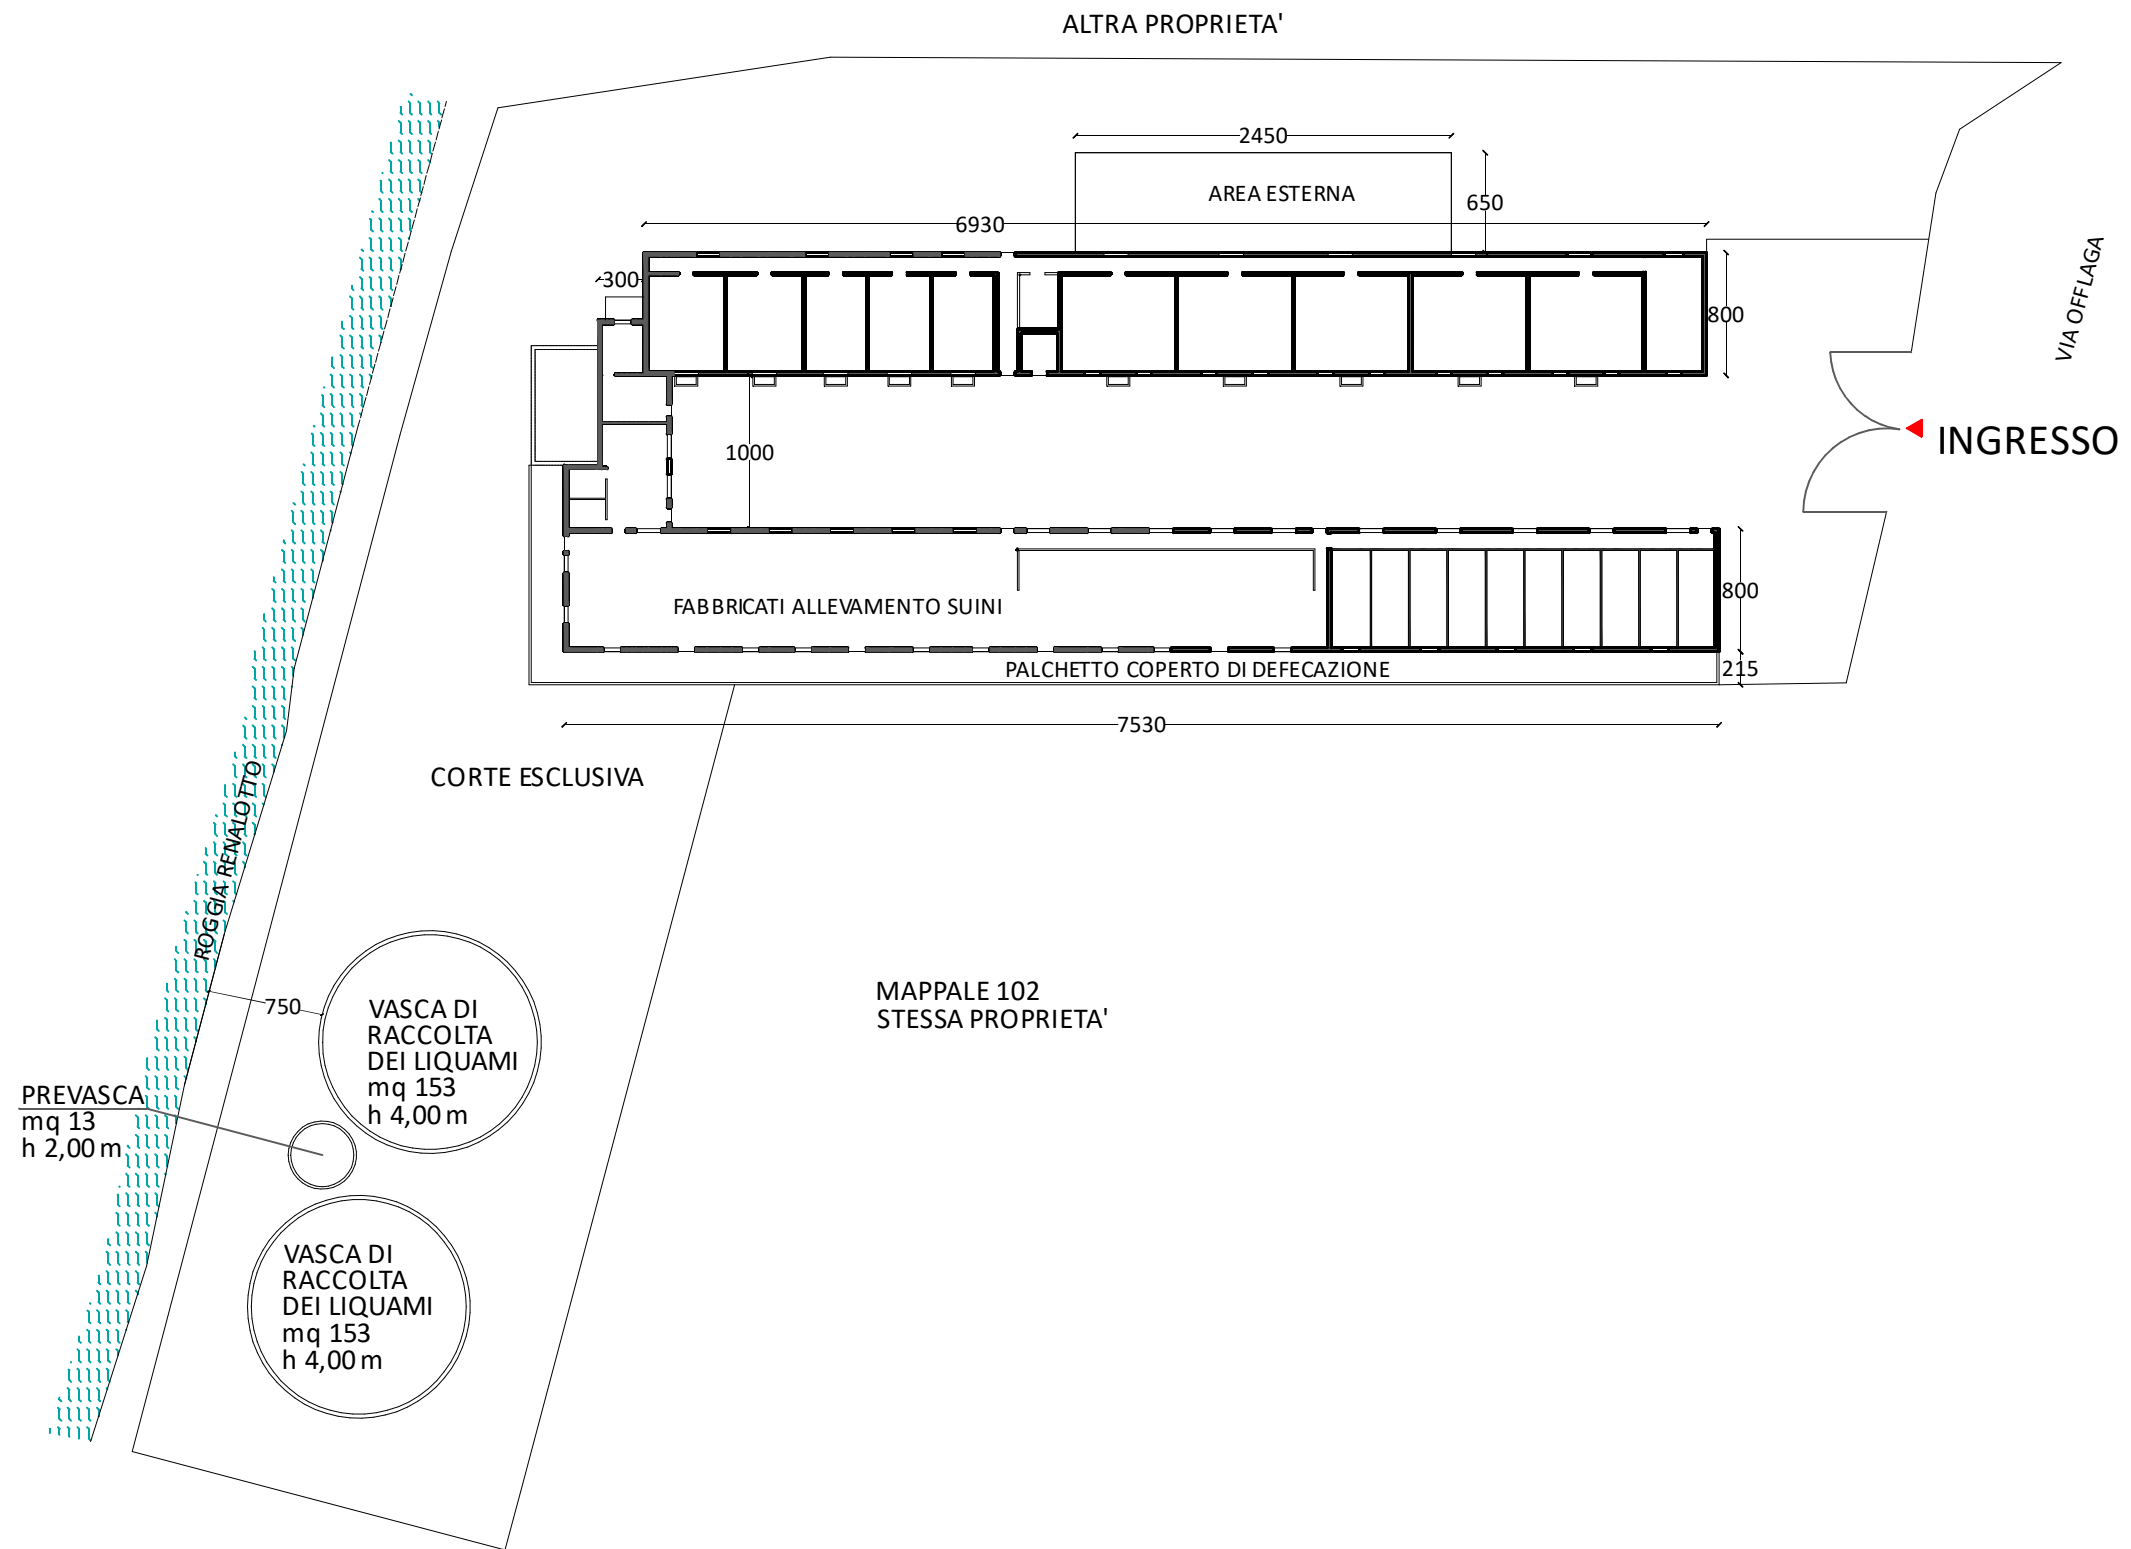 ALTRA PROPRIETA'
2450
AREA ESTERNA
650
6930
300
800
VIA OFFLAGA
INGRESSO
1000
FABBRICATI ALLEVAMENTO SUINI
800
PALCHETTO COPERTO DI DEFECAZIONE
215
7530
CORTE ESCLUSIVA
ROGGIA RENALOTTO
750
VASCA DI
RACCOLTA
DEI LIQUAMI
mq 153
h 4,00 m
MAPPALE 102
STESSA PROPRIETA'
PREVASCA
mq 13
h 2,00 m
VASCA DI
RACCOLTA
DEI LIQUAMI
mq 153
h 4,00 m